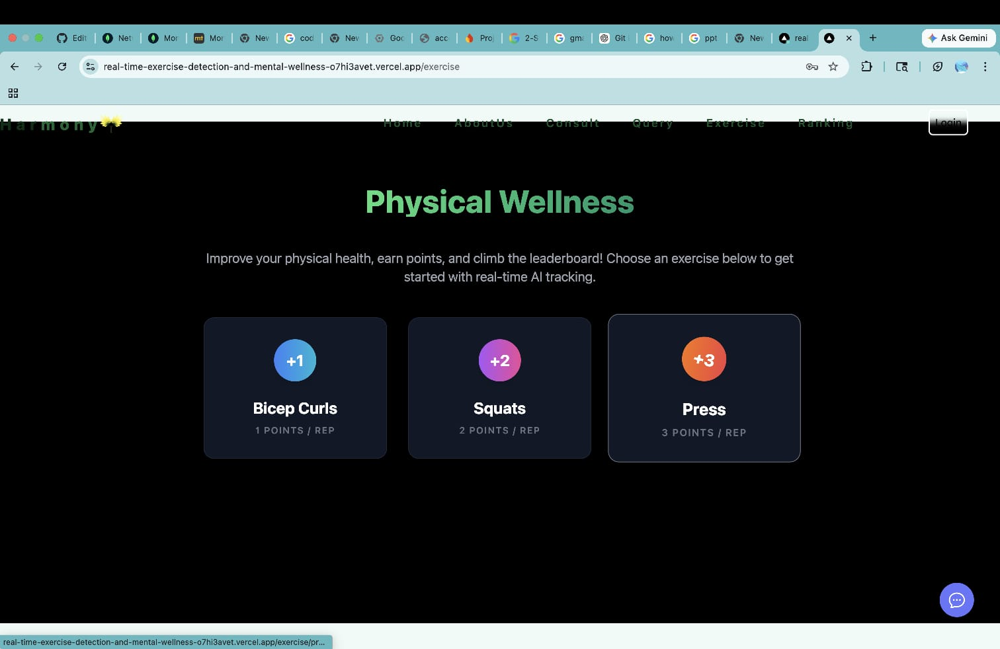 Edit
Net
Mor
mt
Mor
New
cod
New
Goo
acc
Proj
2-S
gma
Git
how
ppt
New
real
Ask Gemini
real-time-exercise-detection-and-mental-wellness-o7hi3avet.vercel.app/exercise
Harmony
Home
AboutUs
Consult
Query
Exercise
Ranking
Login
Physical Wellness
Improve your physical health, earn points, and climb the leaderboard! Choose an exercise below to get
started with real-time AI tracking.
+1
+2
+3
Bicep Curls
Squats
Press
1 POINTS / REP
2 POINTS / REP
3 POINTS / REP
real-time-exercise-detection-and-mental-wellness-o7hi3avet.vercel.app/exercise/pr...